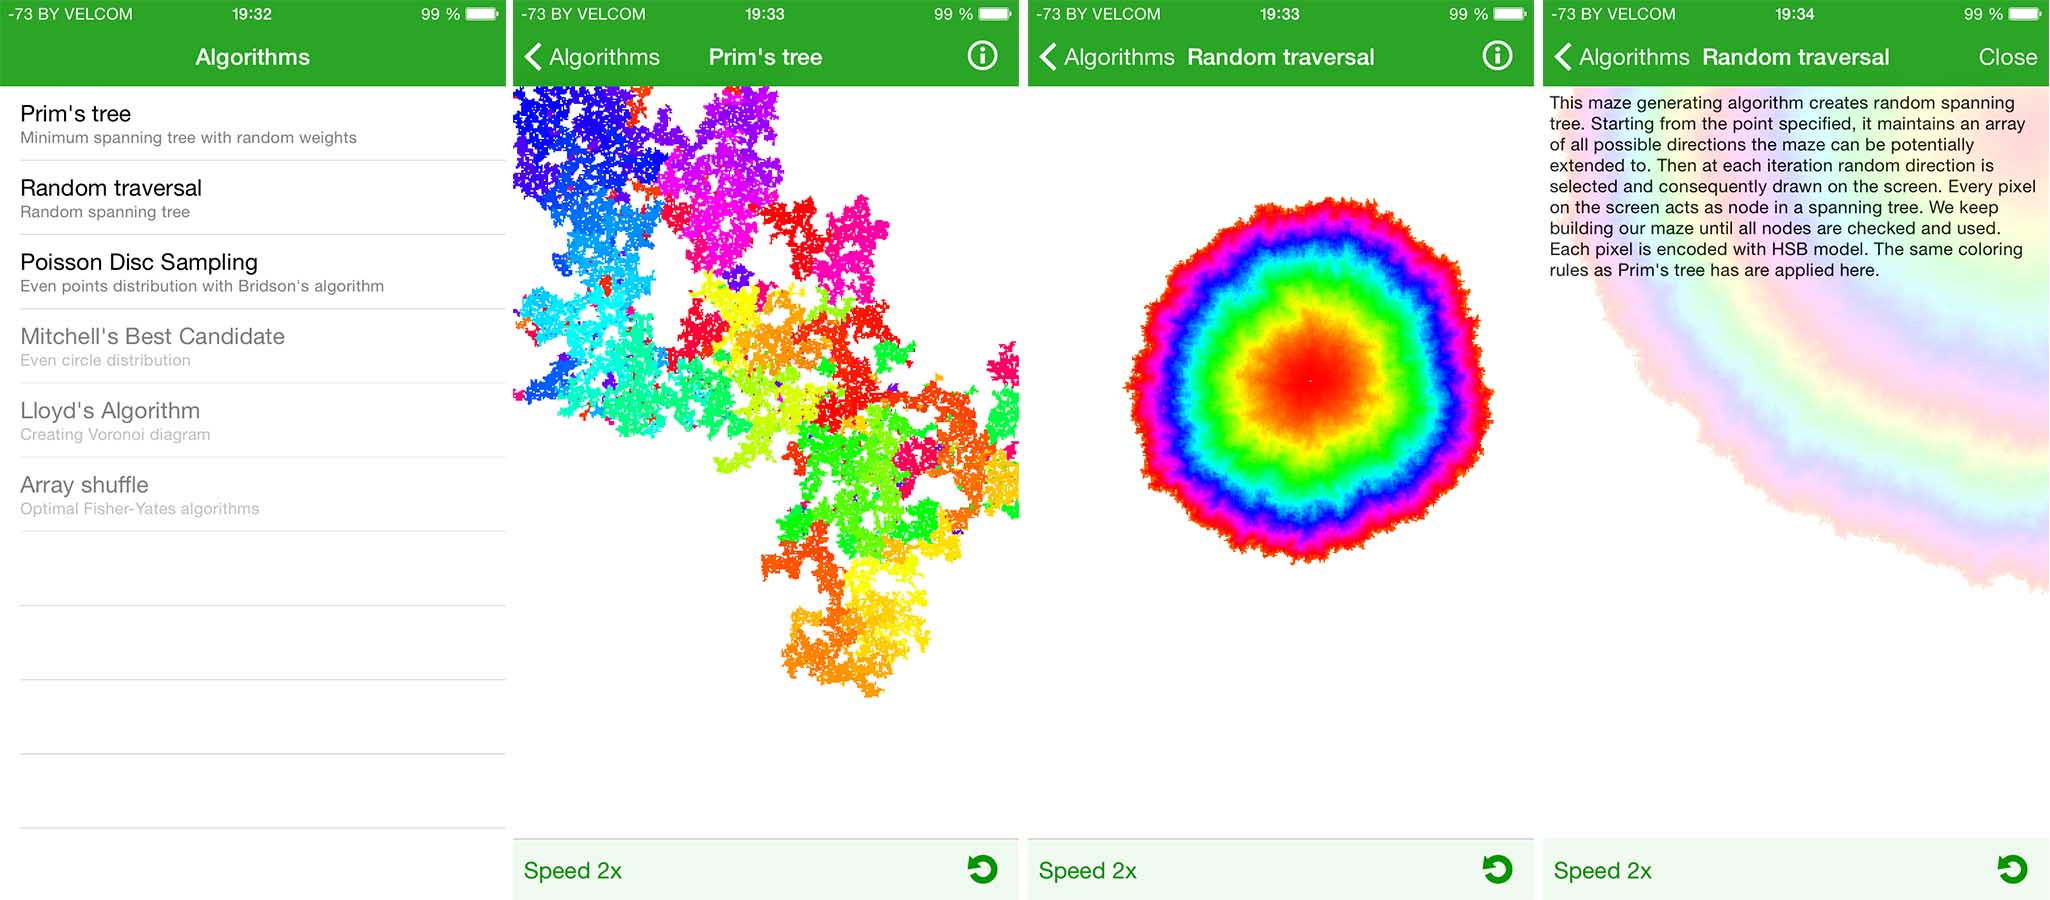 -73 BY VELCOM 19:32 99 %
Algorithms
Prim's tree
Minimum spanning tree with random weights
Random traversal
Random spanning tree
Poisson Disc Sampling
Even points distribution with Bridson's algorithm
Mitchell's Best Candidate
Even circle distribution
Lloyd's Algorithm
Creating Voronoi diagram
Array shuffle
Optimal Fisher-Yates algorithms
-73 BY VELCOM 19:33 99 %
Algorithms Prim's tree
Speed 2x
-73 BY VELCOM 19:33 99 %
Algorithms Random traversal
Speed 2x
-73 BY VELCOM 19:34 99 %
Algorithms Random traversal Close
This maze generating algorithm creates random spanning
tree. Starting from the point specified, it maintains an array
of all possible directions the maze can be potentially
extended to. Then at each iteration random direction is
selected and consequently drawn on the screen. Every pixel
on the screen acts as node in a spanning tree. We keep
building our maze until all nodes are checked and used.
Each pixel is encoded with HSB model. The same coloring
rules as Prim's tree has are applied here.
Speed 2x